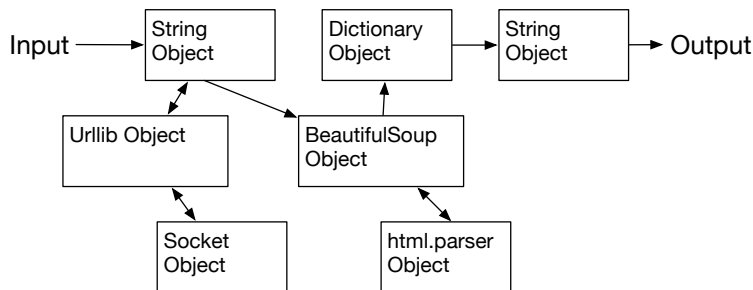 Input
String
Object
Dictionary
Object
String
Object
Output
Urllib Object
BeautifulSoup
Object
Socket
Object
html.parser
Object